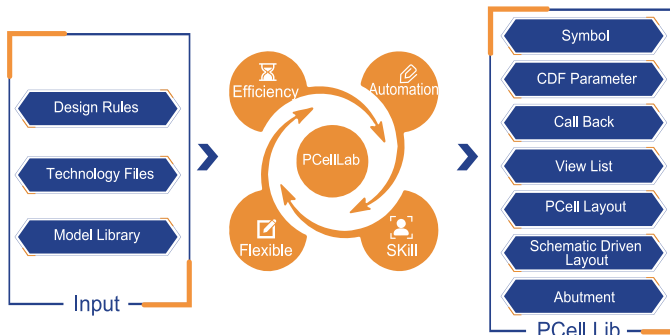 Design Rules
Technology Files
Model Library
Input
Efficiency
Automation
PCellLab
Flexible
SKill
Symbol
CDF Parameter
Call Back
View List
PCell Layout
Schematic Driven
Layout
Abutment
PCell Lib